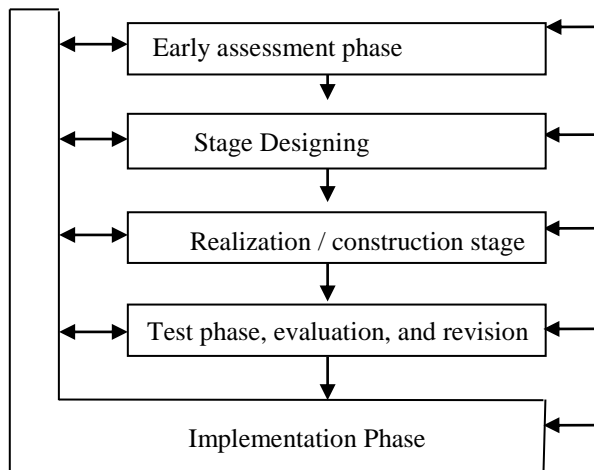 Early assessment phase
Stage Designing
Realization / construction stage
Test phase, evaluation, and revision
Implementation Phase